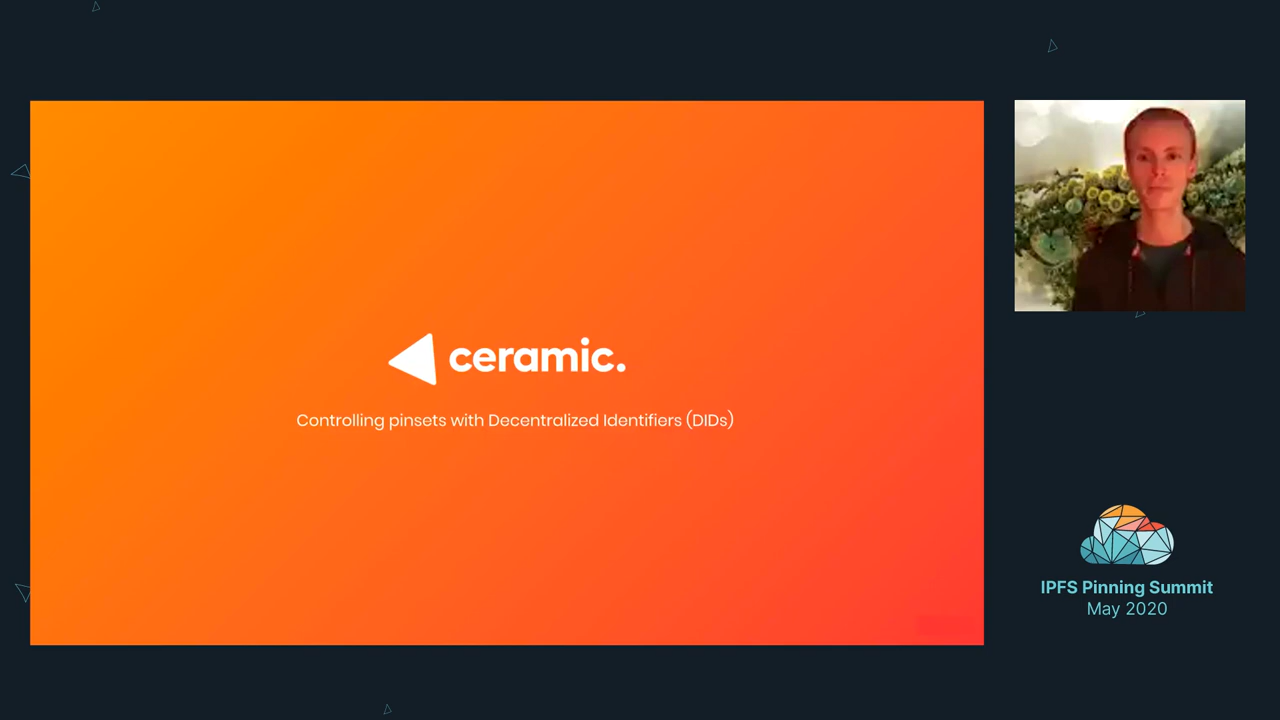 ceramic.
Controlling pinsets with Decentralized Identifiers (DIDs)
IPFS Pinning Summit
May 2020